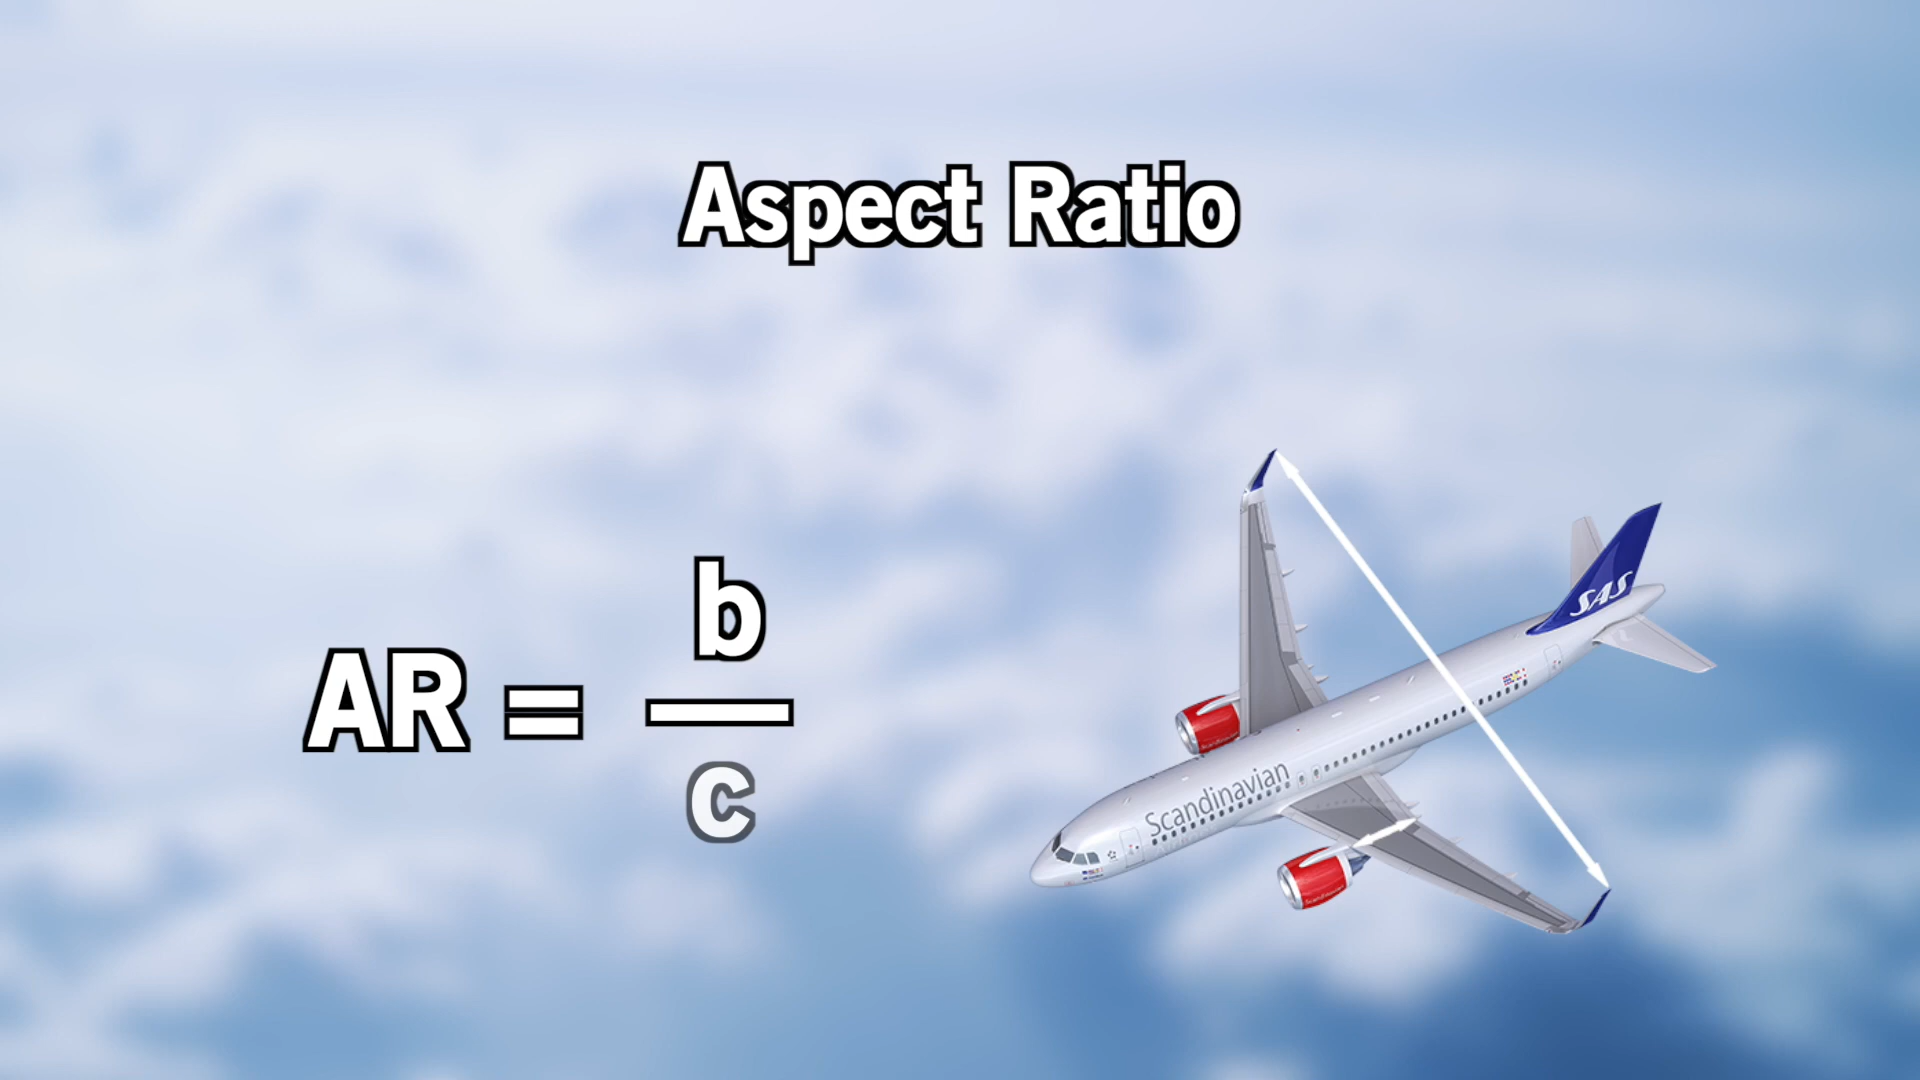 Aspect Ratio
AR = b
c
SAS
Scandinavian